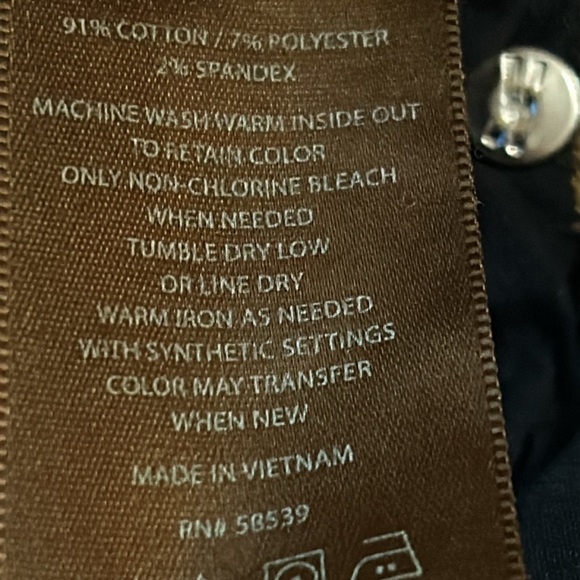 91% COTTON / 7% POLYESTER
2% SPANDEX
MACHINE WASH WARM INSIDE OUT
TO RETAIN COLOR
ONLY NON-CHLORINE BLEACH
WHEN NEEDED
TUMBLE DRY LOW
OR LINE DRY
WARM IRON AS NEEDED
WITH SYNTHETIC SETTINGS
COLOR MAY TRANSFER
WHEN NEW
MADE IN VIETNAM
RN# 58539